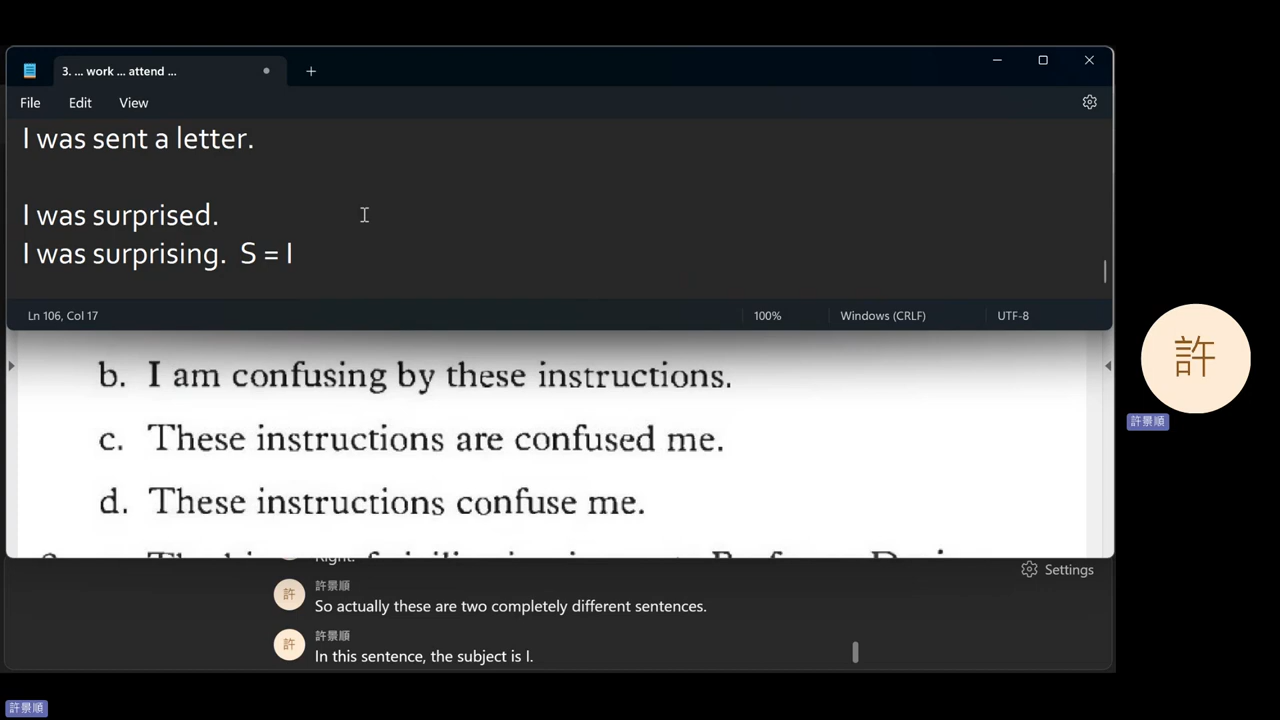 3. ... work ... attend ...
File Edit View
I was sent a letter.
I was surprised.
I was surprising. S = I
Ln 106, Col 17 100% Windows (CRLF) UTF-8
b. I am confusing by these instructions.
c. These instructions are confused me.
d. These instructions confuse me.
Right.
許 許景順
So actually these are two completely different sentences.
許 許景順
In this sentence, the subject is I.
Settings
許
許景順
許景順